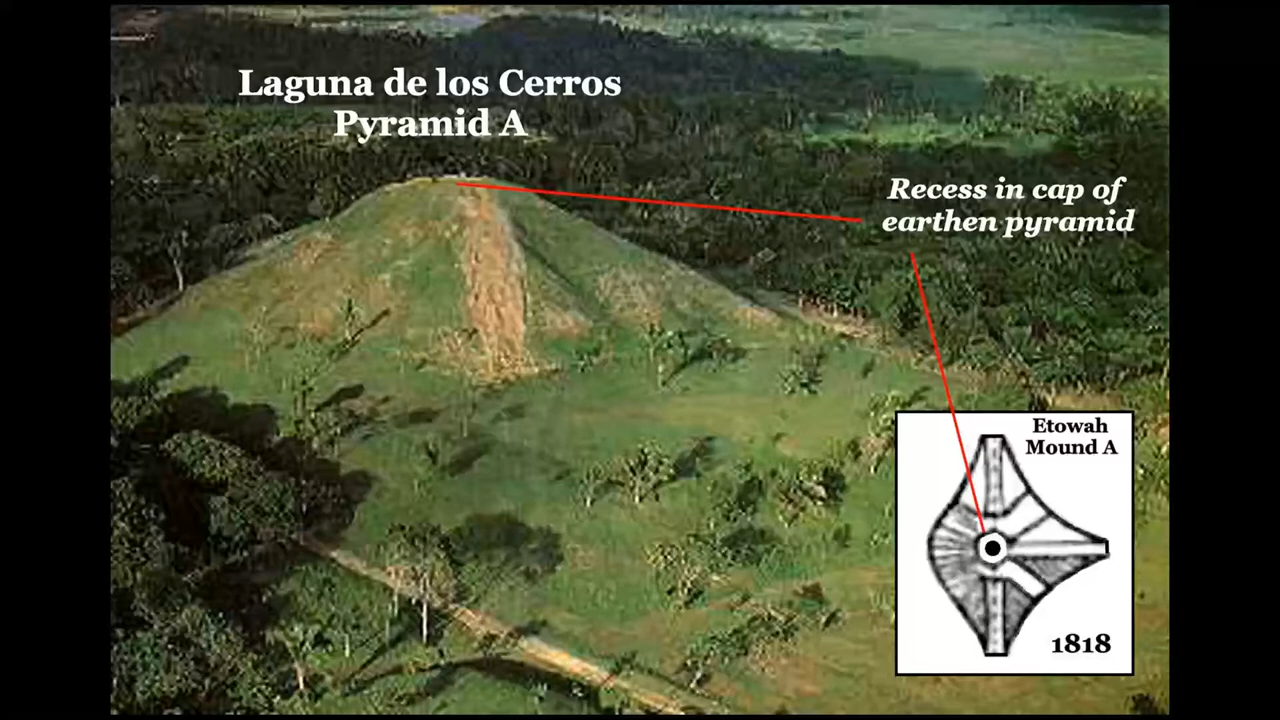 Laguna de los Cerros
Pyramid A
Recess in cap of
earthen pyramid
Etowah
Mound A
1818